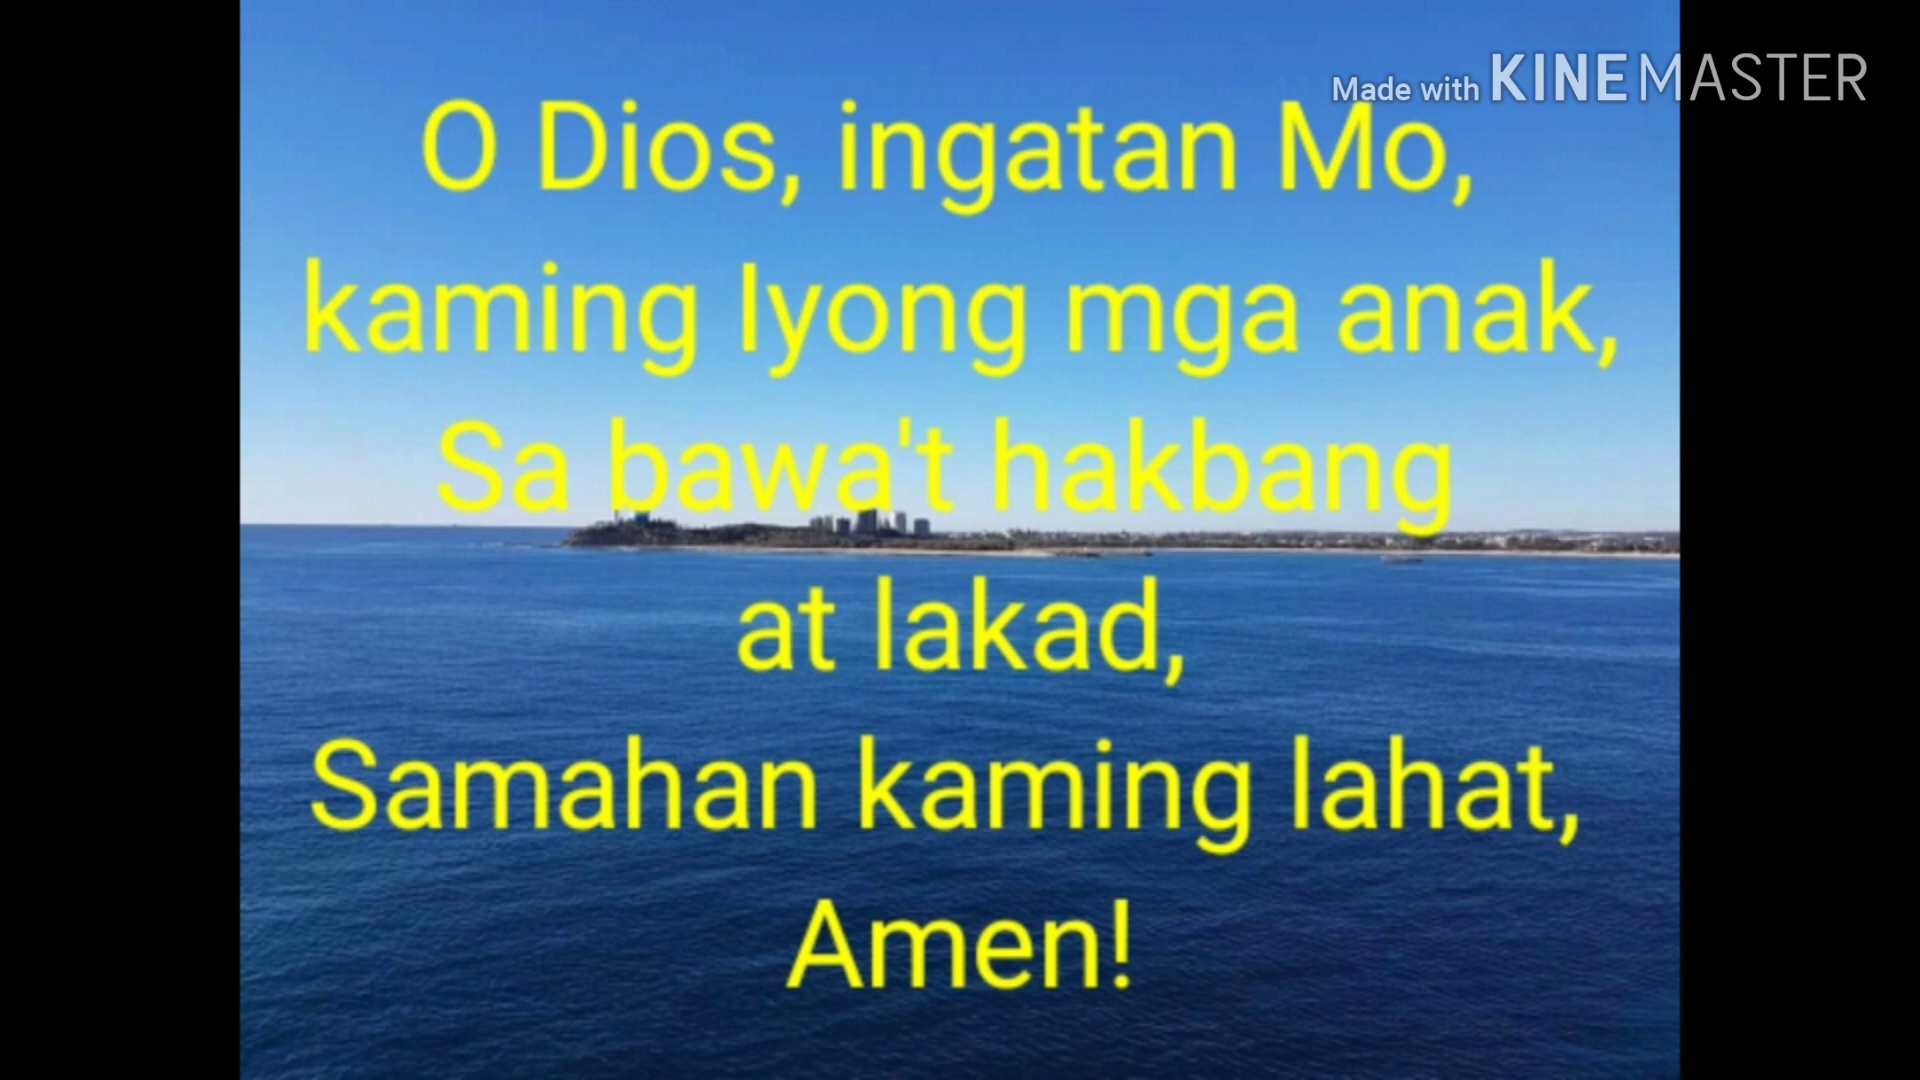 Made with KINEMASTER
O Dios, ingatan Mo,
kaming Iyong mga anak,
Sa bawa't hakbang
at lakad,
Samahan kaming lahat,
Amen!